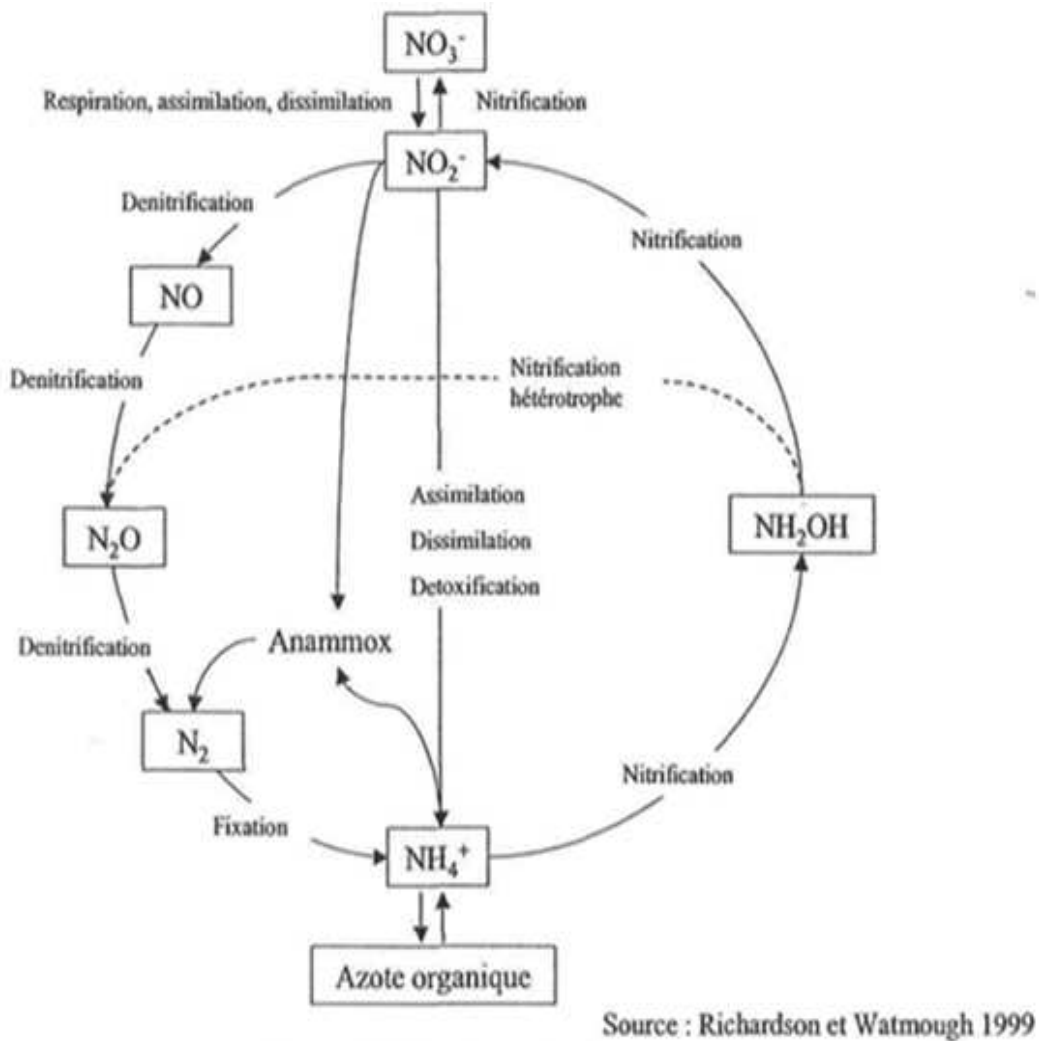 NO₃⁻
Respiration, assimilation, dissimilation
Nitrification
NO₂⁻
Denitrification
Nitrification
NO
Denitrification
Nitrification
hétérotrophe
N₂O
Assimilation
Dissimilation
Detoxification
NH₂OH
Denitrification
Anammox
N₂
Nitrification
Fixation
NH₄⁺
Azote organique
Source : Richardson et Watmough 1999